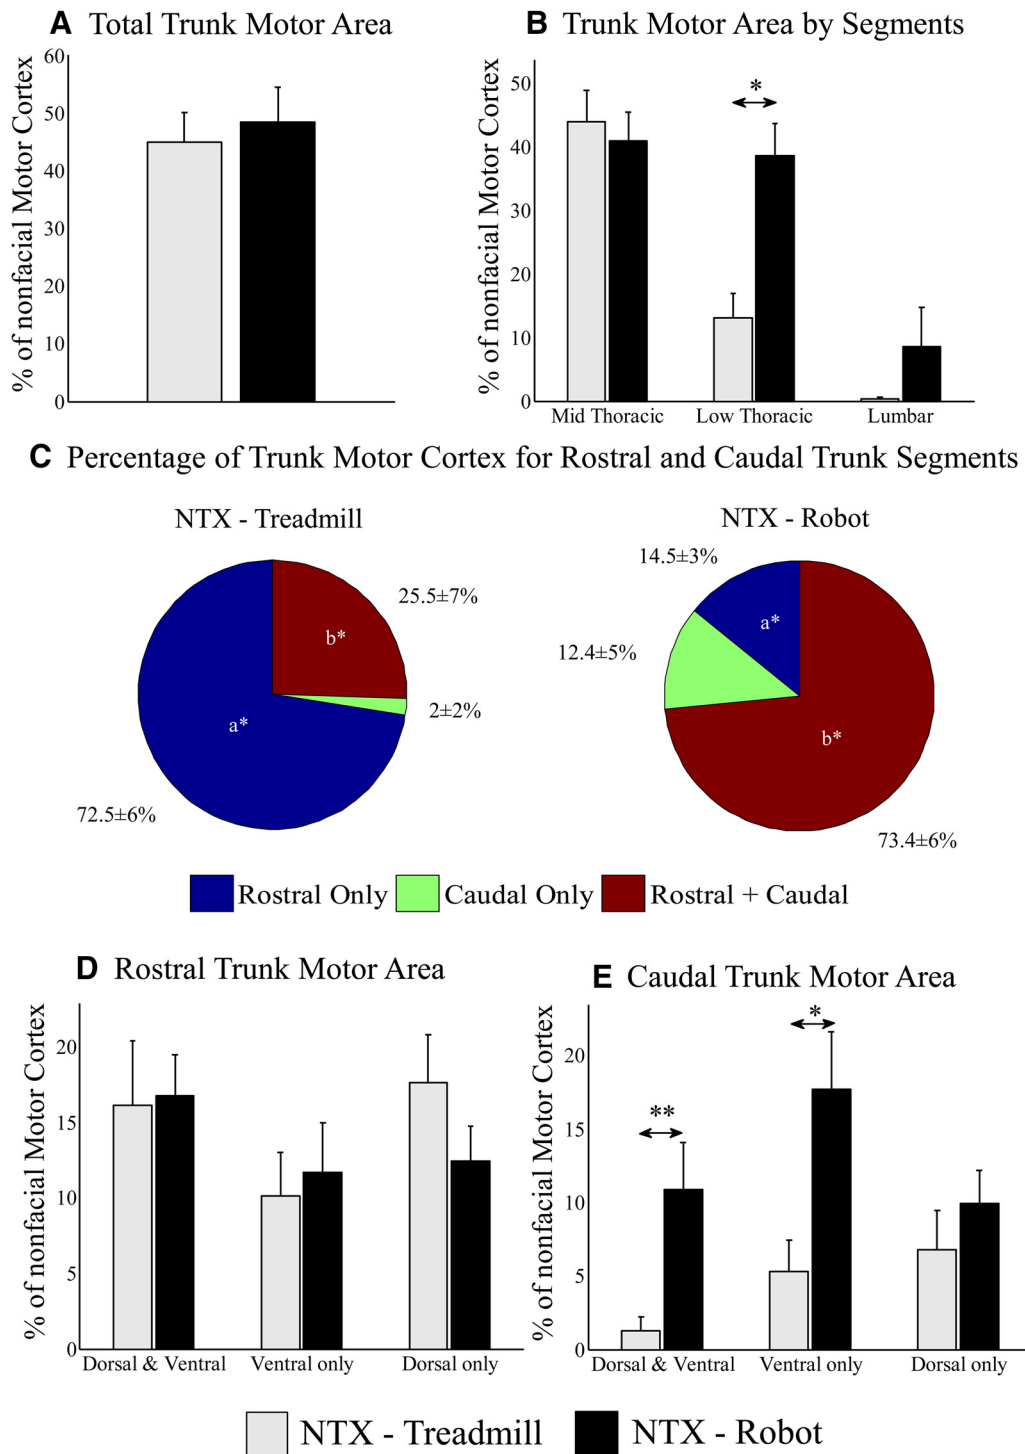 A Total Trunk Motor Area
% of nonfacial Motor Cortex
60
50
40
30
20
10
0
B Trunk Motor Area by Segments
% of nonfacial Motor Cortex
50
40
30
20
10
0
*
Mid Thoracic Low Thoracic Lumbar
C Percentage of Trunk Motor Cortex for Rostral and Caudal Trunk Segments
NTX - Treadmill
25.5±7%
b*
2±2%
a*
72.5±6%
NTX - Robot
14.5±3%
a*
12.4±5%
b*
73.4±6%
Rostral Only Caudal Only Rostral + Caudal
D Rostral Trunk Motor Area
% of nonfacial Motor Cortex
20
15
10
5
0
Dorsal & Ventral Ventral only Dorsal only
E Caudal Trunk Motor Area
% of nonfacial Motor Cortex
20
15
10
5
0
**
*
Dorsal & Ventral Ventral only Dorsal only
NTX - Treadmill NTX - Robot